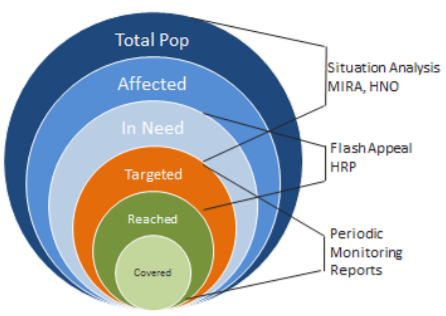 Total Pop
Affected
In Need
Targeted
Reached
Covered
Situation Analysis
MIRA, HNO
Flash Appeal
HRP
Periodic
Monitoring
Reports